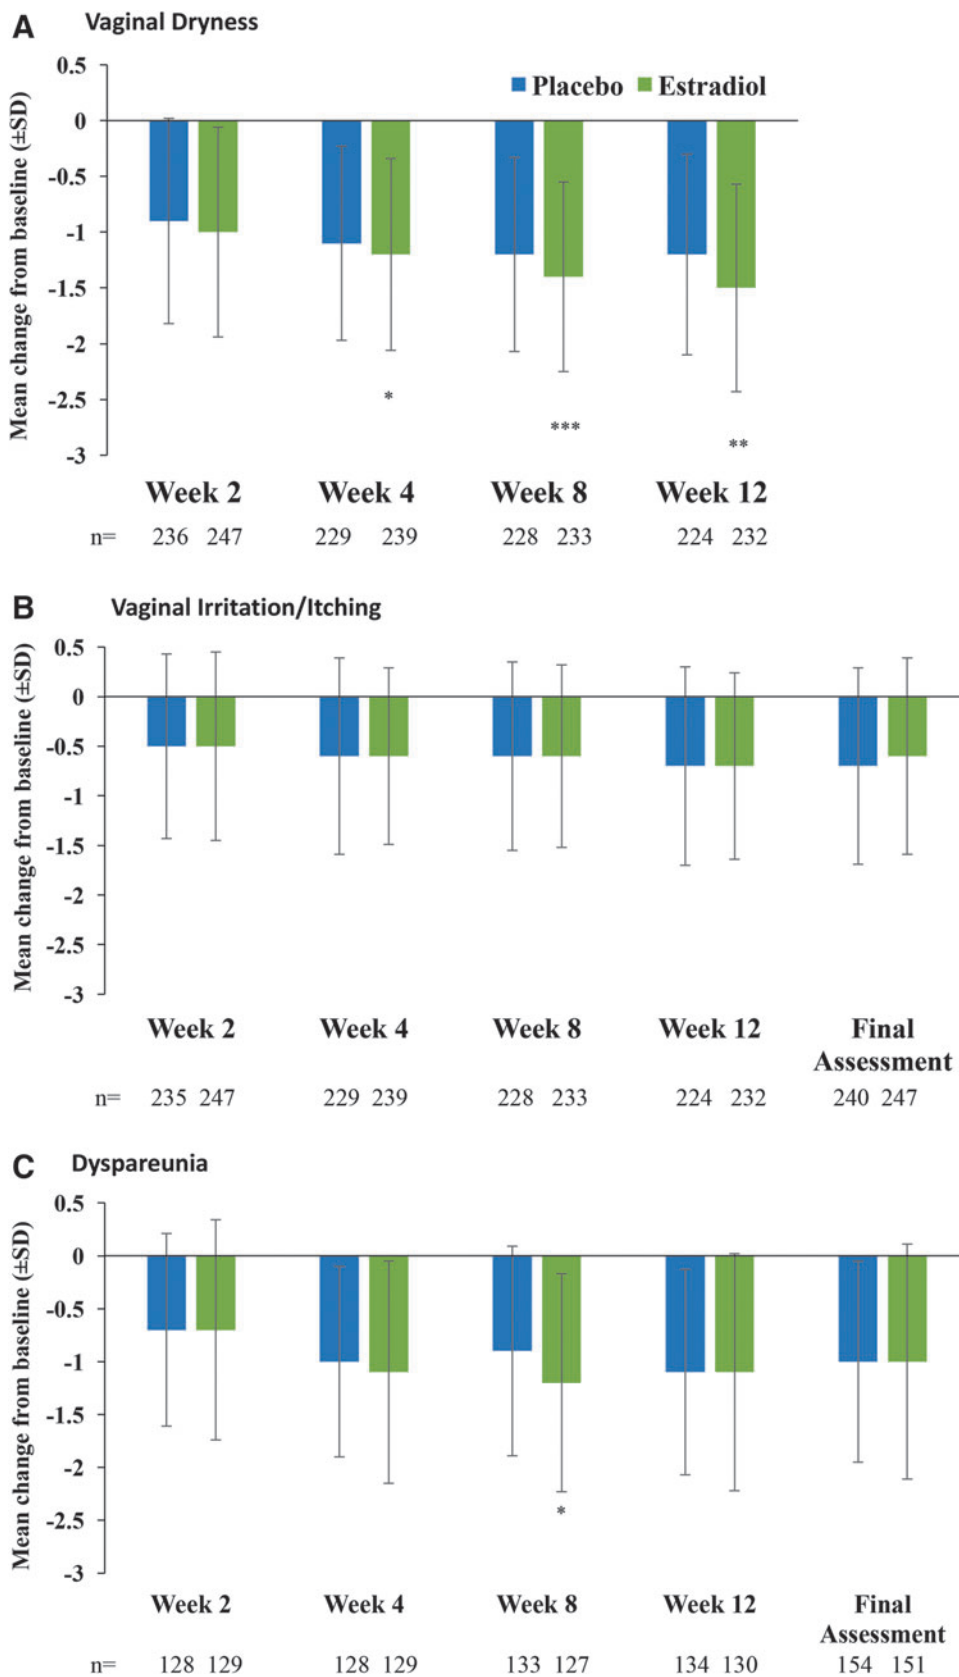 A Vaginal Dryness
Mean change from baseline (±SD)
0.5
0
-0.5
-1
-1.5
-2
-2.5
-3
Placebo Estradiol
* *** **
Week 2 Week 4 Week 8 Week 12
n= 236 247 229 239 228 233 224 232
B Vaginal Irritation/Itching
Mean change from baseline (±SD)
0.5
0
-0.5
-1
-1.5
-2
-2.5
-3
Week 2 Week 4 Week 8 Week 12 Final
Assessment
n= 235 247 229 239 228 233 224 232 240 247
C Dyspareunia
Mean change from baseline (±SD)
0.5
0
-0.5
-1
-1.5
-2
-2.5
-3
*
Week 2 Week 4 Week 8 Week 12 Final
Assessment
n= 128 129 128 129 133 127 134 130 154 151